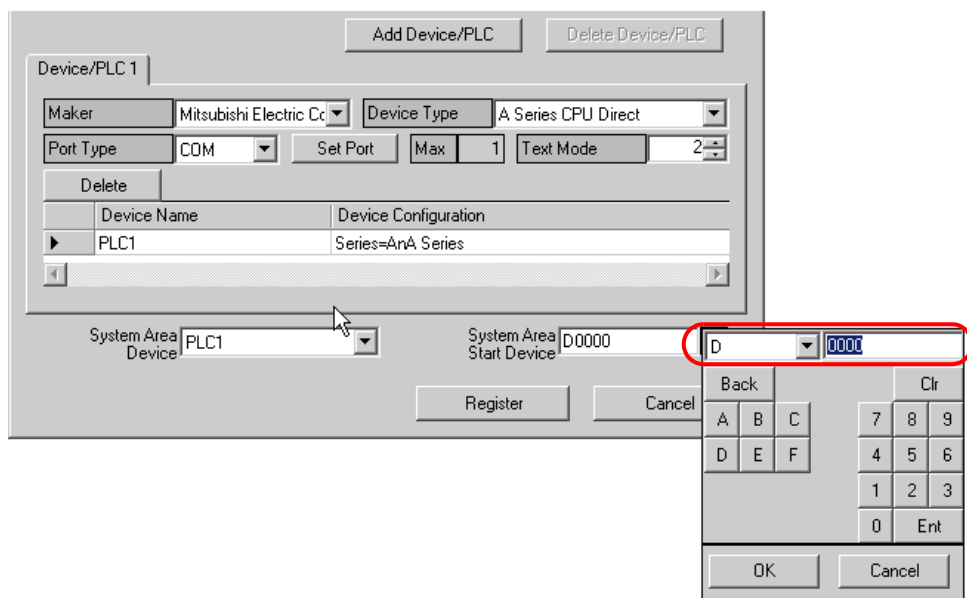 Add Device/PLC Delete Device/PLC
Device/PLC 1
Maker Mitsubishi Electric Co Device Type A Series CPU Direct
Port Type COM Set Port Max 1 Text Mode 2
Delete
Device Name Device Configuration
PLC1 Series=AnA Series
System Area Device PLC1 System Area Start Device D0000
D 0000
Back Clr
Register Cancel
A B C 7 8 9
D E F 4 5 6
1 2 3
0 Ent
OK Cancel